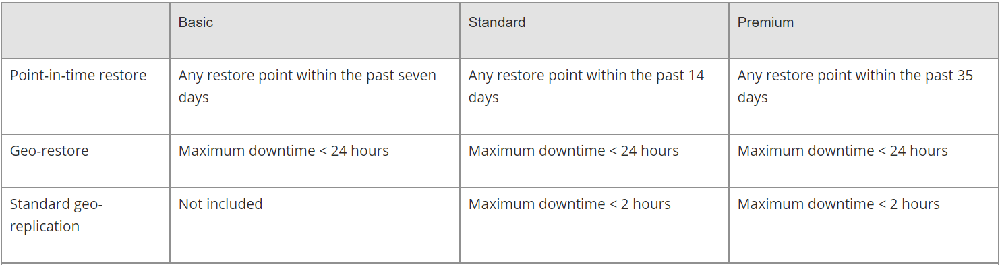 Basic Standard Premium
Point-in-time restore Any restore point within the past seven Any restore point within the past 14 Any restore point within the past 35
days days days
Geo-restore Maximum downtime < 24 hours Maximum downtime < 24 hours Maximum downtime < 24 hours
Standard geo- Not included Maximum downtime < 2 hours Maximum downtime < 2 hours
replication